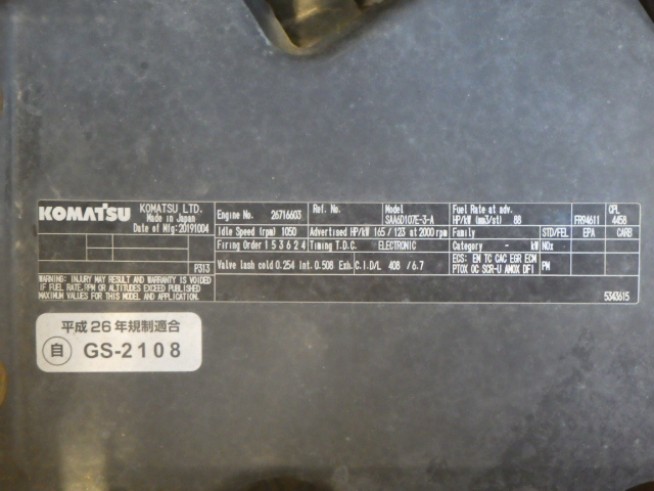 KOMATSU KOMATSU LTD.
Made in Japan
Date of Mfg:20191004
P313
WARNING: INJURY MAY RESULT AND WARRANTY IS VOIDED
IF FUEL RATE,RPM OR ALTITUDES EXCEED PUBLISHED
MAXIMUM VALUES FOR THIS MODEL AND APPLICATION.
Engine No. 26716603 Ref. No. Model SAA6D107E-3-A
Idle Speed (rpm) 1050 Advertised HP/kW 165 / 123 at 2000 rpm
Firing Order 1 5 3 6 2 4 Timing T.D.C. ELECTRONIC
Valve lash cold 0.254 Int. 0.508 Exh. C.I.D/L 408 / 6.7
Fuel Rate at adv. HP/kW (mm3/st) 88 FR94611 CPL 4458
Family STD/FEL EPA CARB
Category - kW NOx
ECS: EM TC CAC EGR ECM
PTOX OC SCR-U AMOX DFI PM
5343615
平成26年規制適合
自 GS-2108